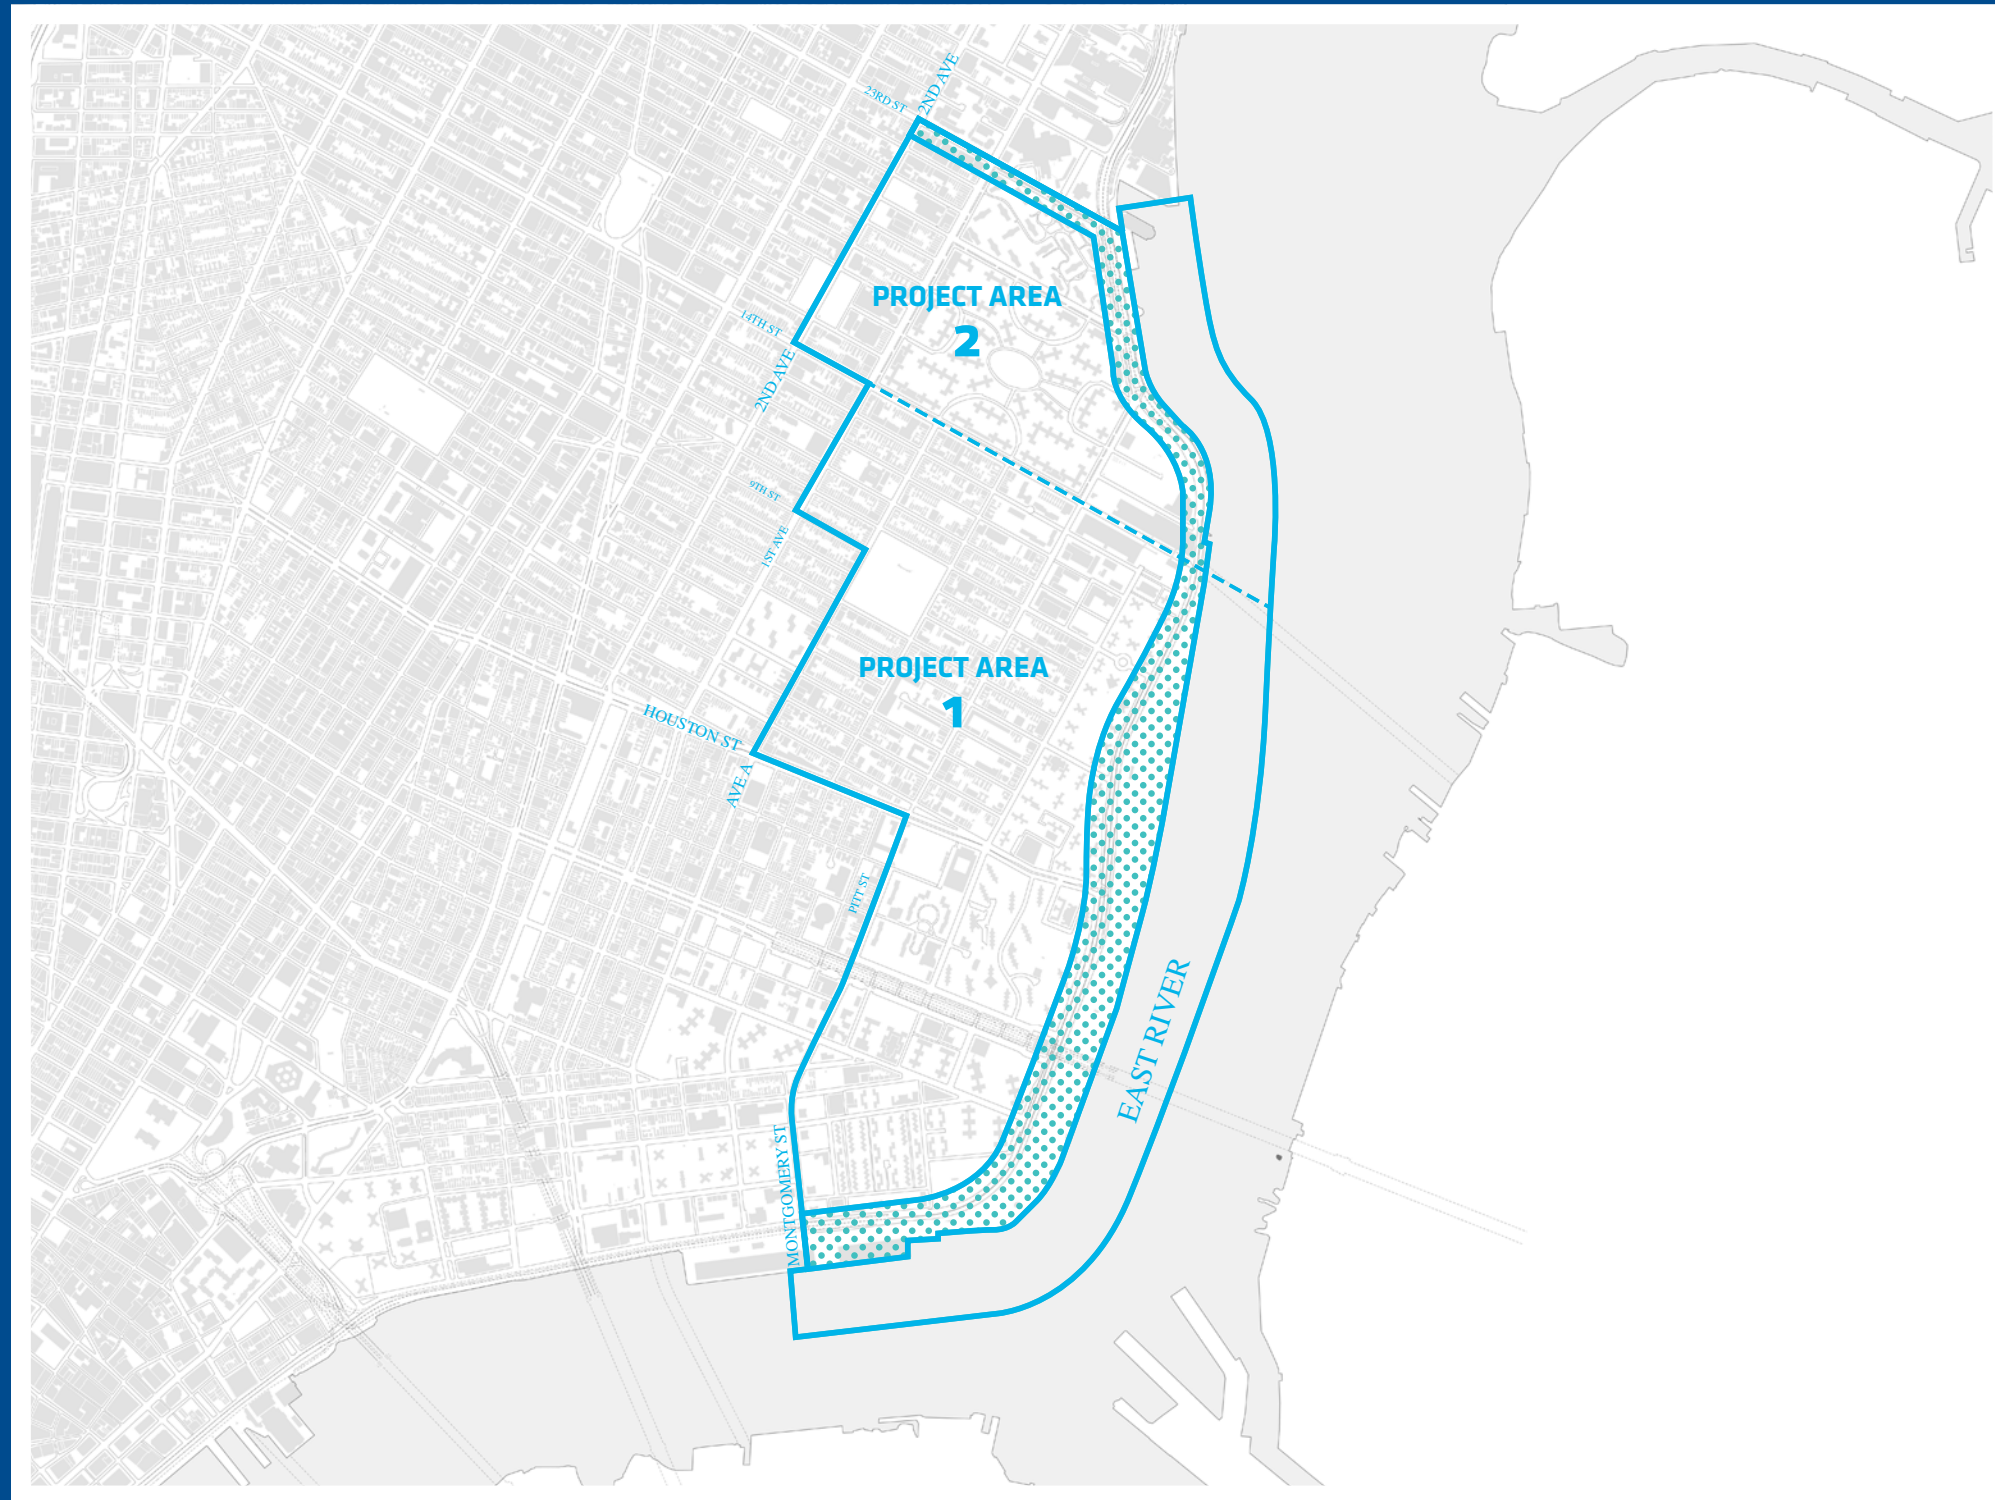 2ND AVE
23RD ST
PROJECT AREA
2
14TH ST
2ND AVE
9TH ST
1ST AVE
PROJECT AREA
1
HOUSTON ST
AVE A
PITT ST
EAST RIVER
MONTGOMERY ST